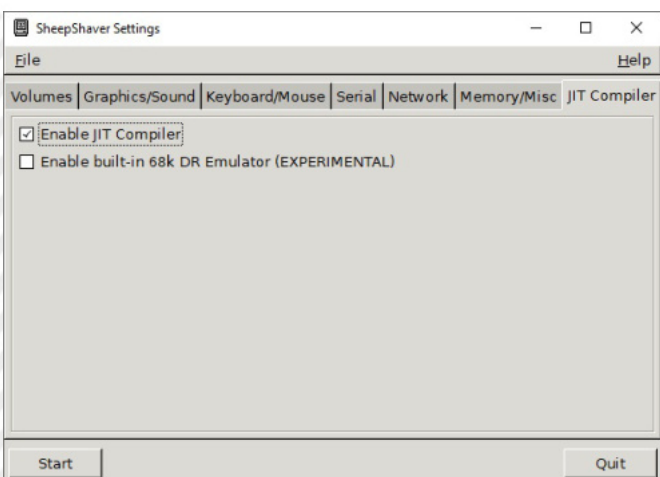 SheepShaver Settings
File Help
Volumes Graphics/Sound Keyboard/Mouse Serial Network Memory/Misc JIT Compiler
Enable JIT Compiler
Enable built-in 68k DR Emulator (EXPERIMENTAL)
Start Quit